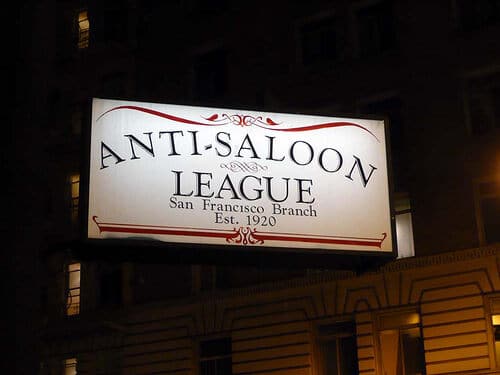 ANTI-SALOON
LEAGUE
San Francisco Branch
Est. 1920